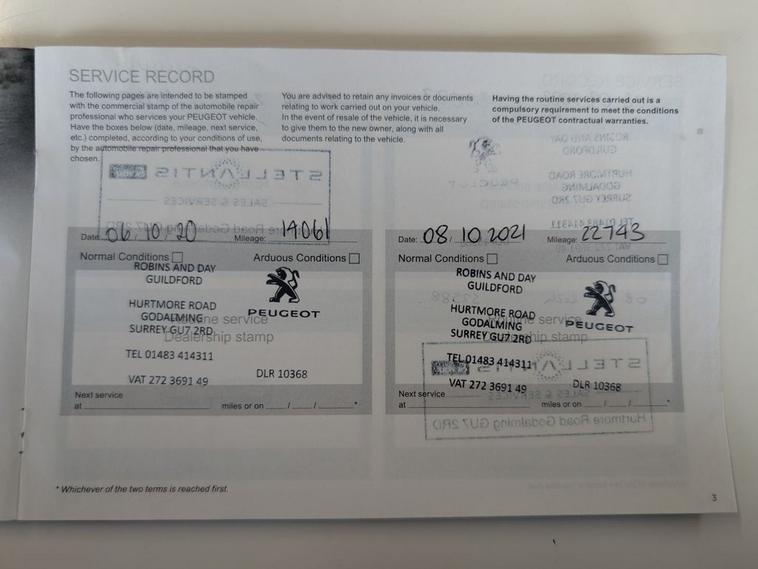 SERVICE RECORD
The following pages are intended to be stamped
with the commercial stamp of the automobile repair
professional who services your PEUGEOT vehicle.
Have the boxes below (date, mileage, next service,
etc.) completed, according to your conditions of use,
by the automobile repair professional that you have
chosen.
You are advised to retain any invoices or documents
relating to work carried out on your vehicle.
In the event of resale of the vehicle, it is necessary
to give them to the new owner, along with all
documents relating to the vehicle.
Having the routine services carried out is a
compulsory requirement to meet the conditions
of the PEUGEOT contractual warranties.
Date: 06/10/20 Mileage: 14061
Normal Conditions Arduous Conditions
ROBINS AND DAY
GUILDFORD
HURTMORE ROAD
GODALMING
SURREY GU7 2RD
TEL 01483 414311
VAT 272 3691 49
PEUGEOT
DLR 10368
Routine service
Dealership stamp
Next service
at miles or on / / *
Date: 08/10.2021 Mileage: 22743
Normal Conditions Arduous Conditions
ROBINS AND DAY
GUILDFORD
HURTMORE ROAD
GODALMING
SURREY GU7 2RD
TEL 01483 414311
VAT 272 3691 49
PEUGEOT
DLR 10368
Routine service
Dealership stamp
Next service
at miles or on / / *
* Whichever of the two terms is reached first.
3